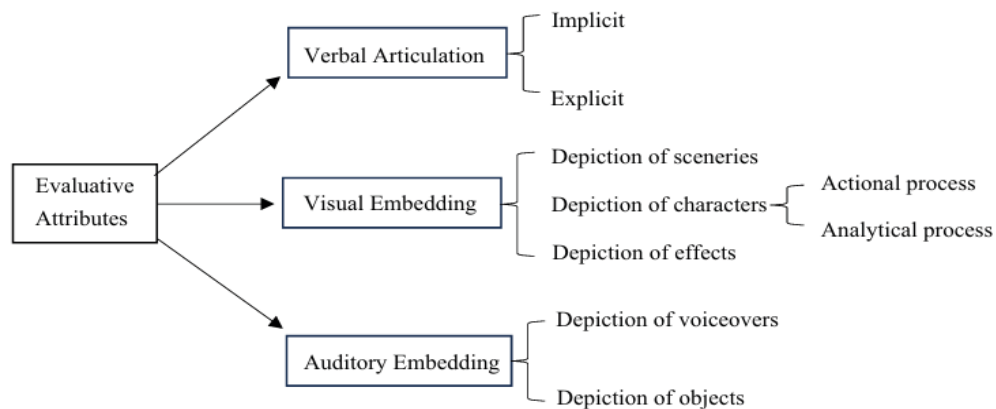 Evaluative
Attributes
Verbal Articulation
Implicit
Explicit
Visual Embedding
Depiction of sceneries
Depiction of characters
Actional process
Analytical process
Depiction of effects
Auditory Embedding
Depiction of voiceovers
Depiction of objects